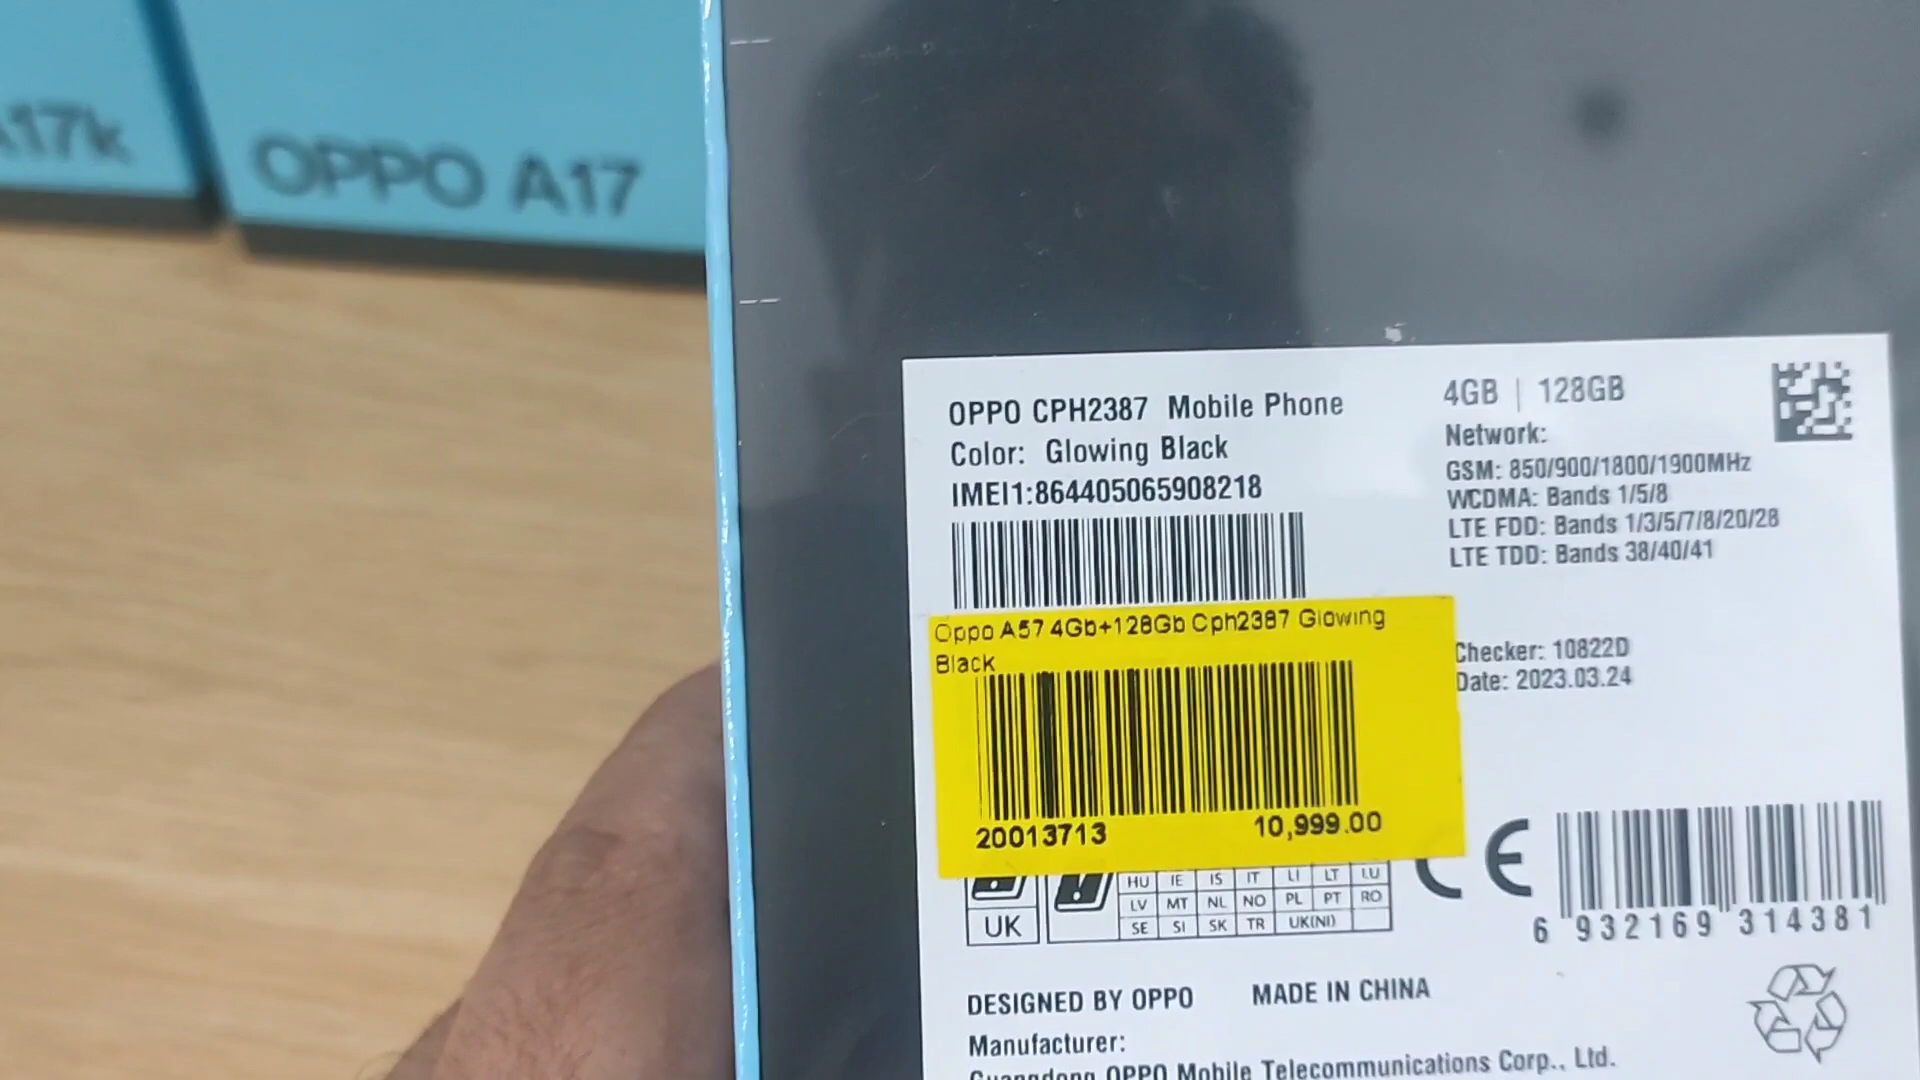 A17k
OPPO A17
OPPO CPH2387 Mobile Phone
Color: Glowing Black
IMEI1:864405065908218
4GB | 128GB
Network:
GSM: 850/900/1800/1900MHz
WCDMA: Bands 1/5/8
LTE FDD: Bands 1/3/5/7/8/20/28
LTE TDD: Bands 38/40/41
Oppo A57 4Gb+128Gb Cph2387 Glowing
Black
20013713 10,999.00
Checker: 10822D
Date: 2023.03.24
UK
HU IE IS IT LI LT LU
LV MT NL NO PL PT RO
SE SI SK TR UK(NI)
CE
6 932169 314381
DESIGNED BY OPPO MADE IN CHINA
Manufacturer:
Guangdong OPPO Mobile Telecommunications Corp., Ltd.